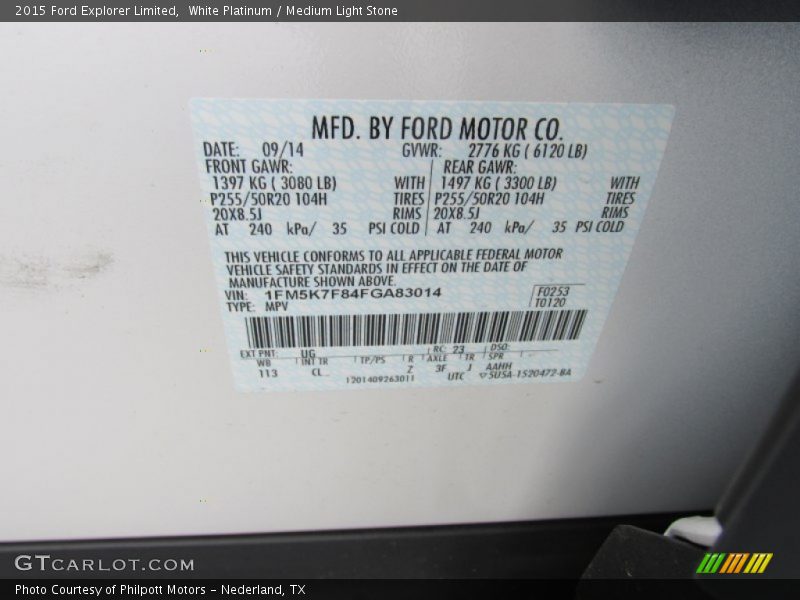 2015 Ford Explorer Limited,  White Platinum / Medium Light Stone
MFD. BY FORD MOTOR CO.
DATE: 09/14 GVWR: 2776 KG ( 6120 LB)
FRONT GAWR: REAR GAWR:
1397 KG ( 3080 LB) WITH 1497 KG ( 3300 LB) WITH
P255/50R20 104H TIRES P255/50R20 104H TIRES
20X8.5J RIMS 20X8.5J RIMS
AT 240 kPa/ 35 PSI COLD AT 240 kPa/ 35 PSI COLD
THIS VEHICLE CONFORMS TO ALL APPLICABLE FEDERAL MOTOR
VEHICLE SAFETY STANDARDS IN EFFECT ON THE DATE OF
MANUFACTURE SHOWN ABOVE.
VIN: 1FM5K7F84FGA83014 F0253
TYPE: MPV T0120
EXT PNT: UG RC: 23 DSO:
WB INT TR TP/PS R AXLE TR SPR
113 CL Z 3F J AAHH
1201409263011 UTC 5U5A-1520472-BA
GTCARLOT.COM
Photo Courtesy of Philpott Motors - Nederland, TX